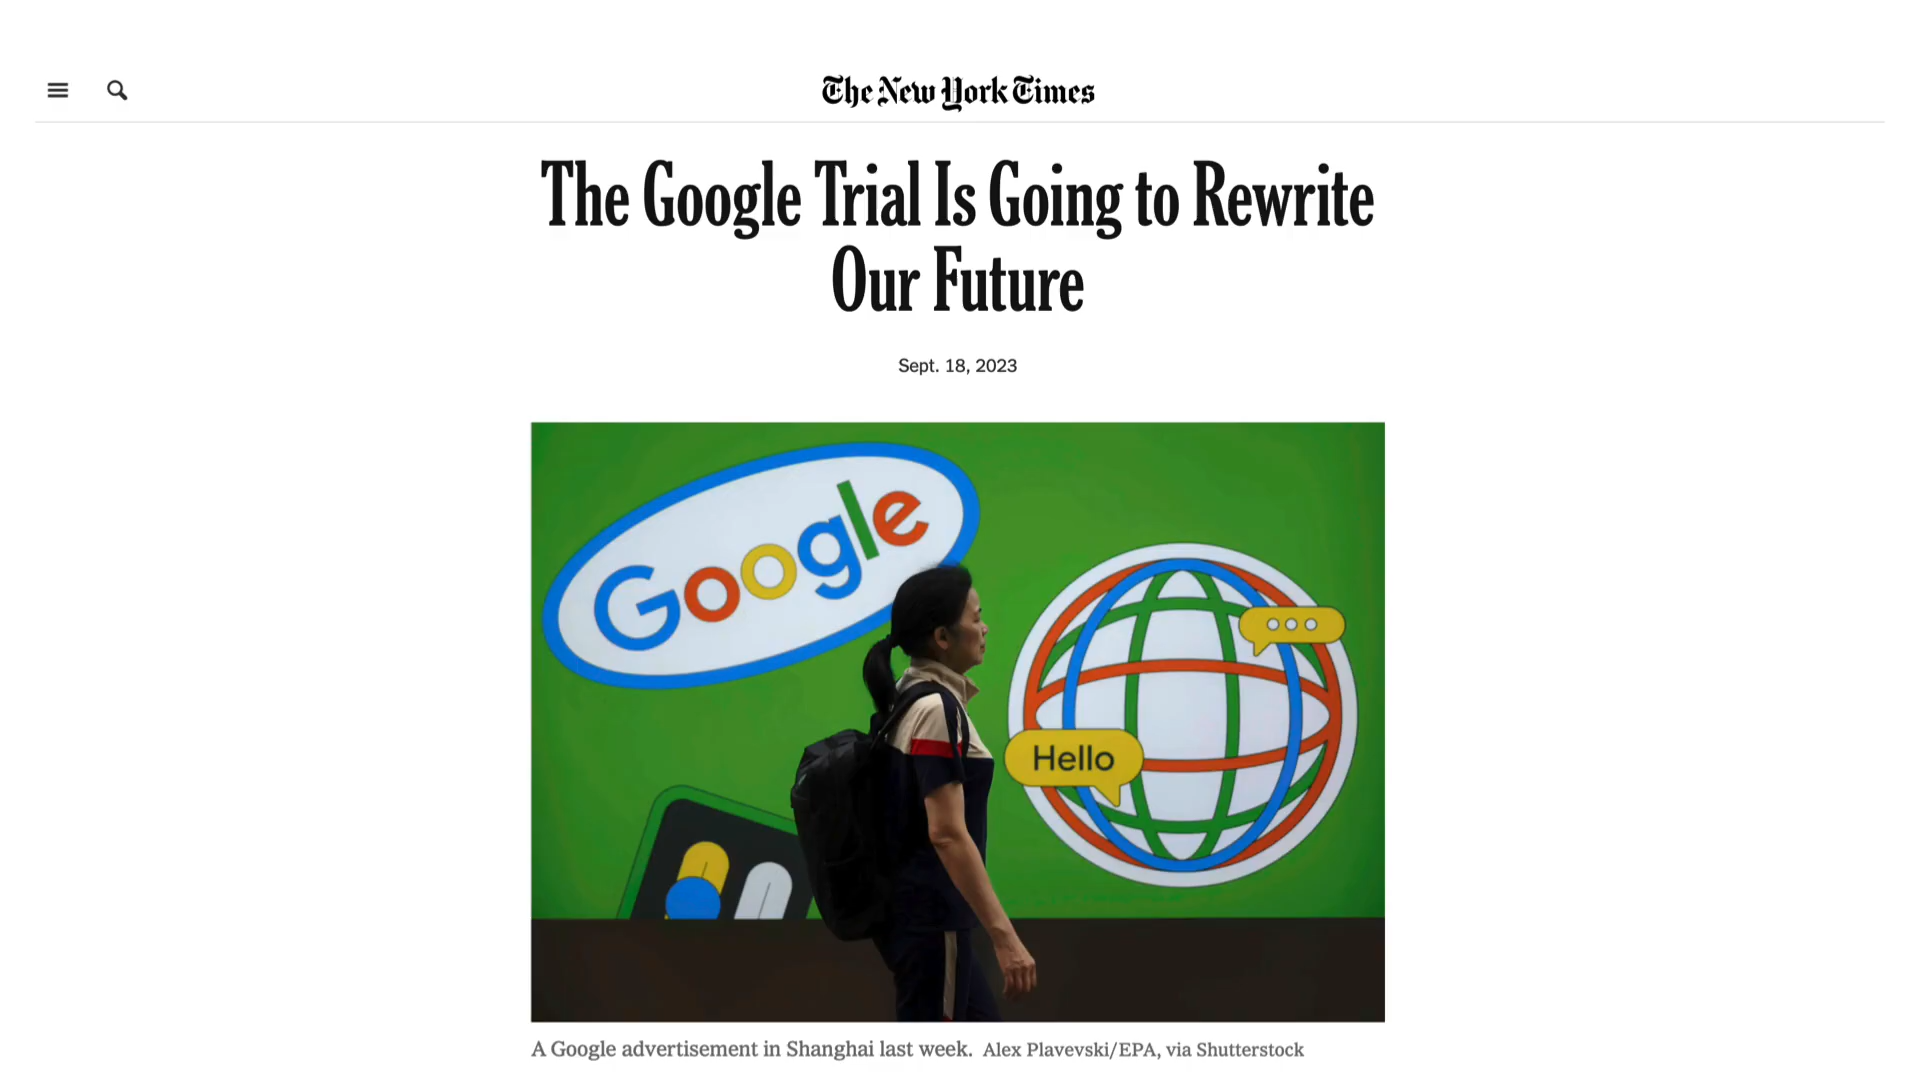 The New York Times
The Google Trial Is Going to Rewrite
Our Future
Sept. 18, 2023
Google
Hello
A Google advertisement in Shanghai last week. Alex Plavevski/EPA, via Shutterstock